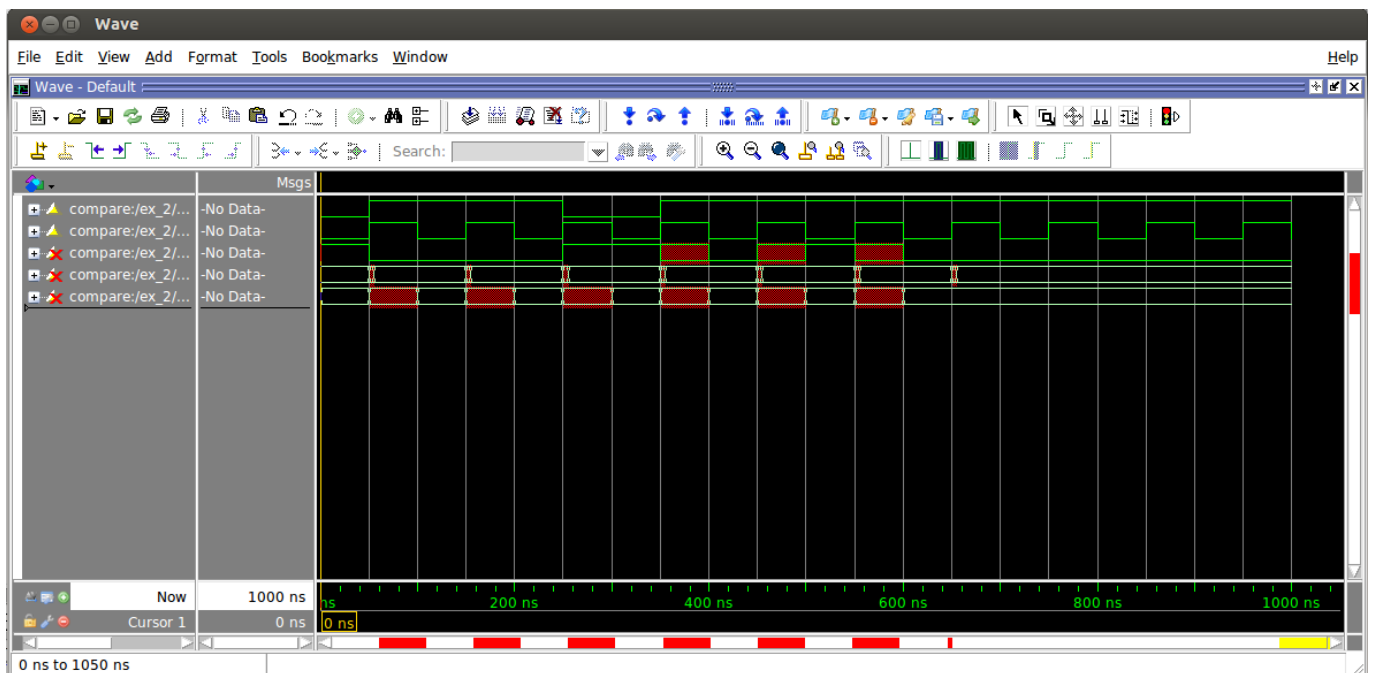 Wave
File Edit View Add Format Tools Bookmarks Window Help
Wave - Default
Search:
Msgs
compare:/ex_2/... -No Data-
compare:/ex_2/... -No Data-
compare:/ex_2/... -No Data-
compare:/ex_2/... -No Data-
compare:/ex_2/... -No Data-
Now 1000 ns
ns 200 ns 400 ns 600 ns 800 ns 1000 ns
Cursor 1 0 ns 0 ns
0 ns to 1050 ns